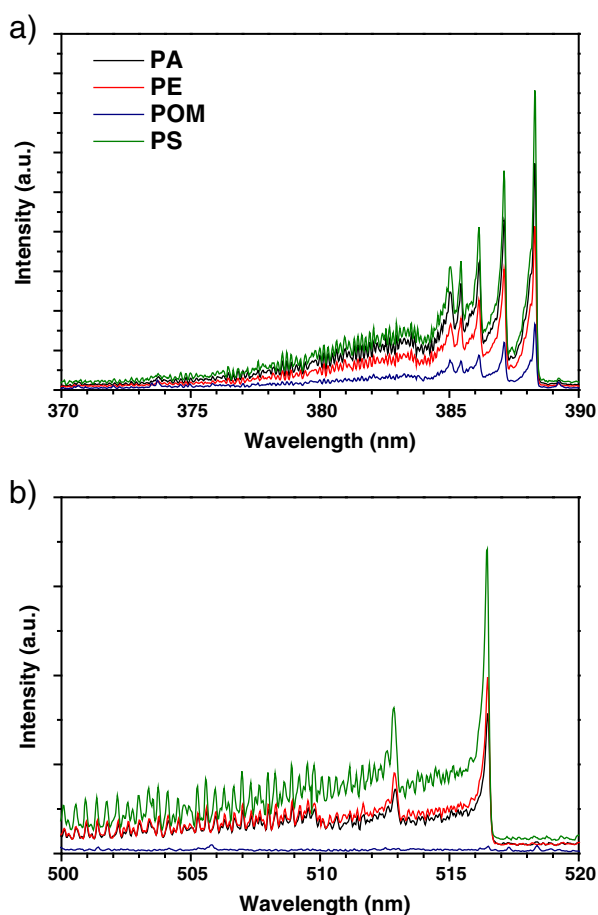 a)
PA
PE
POM
PS
Intensity (a.u.)
370 375 380 385 390
Wavelength (nm)
b)
Intensity (a.u.)
500 505 510 515 520
Wavelength (nm)